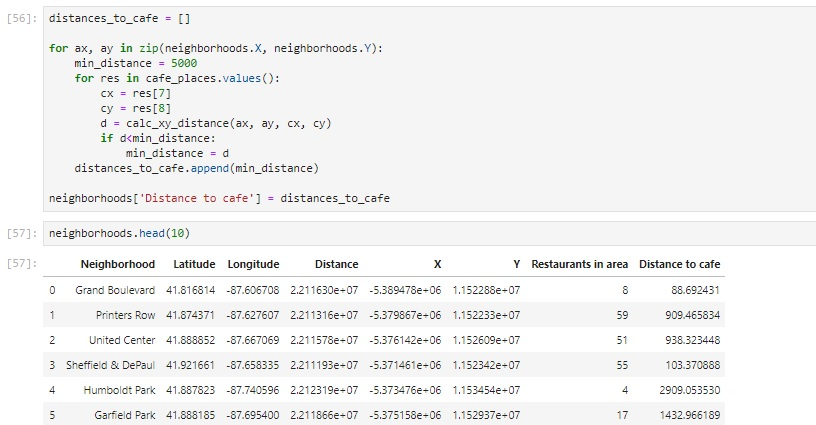 [56]: distances_to_cafe = []
for ax, ay in zip(neighborhoods.X, neighborhoods.Y):
min_distance = 5000
for res in cafe_places.values():
cx = res[7]
cy = res[8]
d = calc_xy_distance(ax, ay, cx, cy)
if d<min_distance:
min_distance = d
distances_to_cafe.append(min_distance)
neighborhoods['Distance to cafe'] = distances_to_cafe
[57]: neighborhoods.head(10)
[57]: Neighborhood Latitude Longitude Distance X Y Restaurants in area Distance to cafe
0 Grand Boulevard 41.816814 -87.606708 2.211630e+07 -5.389478e+06 1.152288e+07 8 88.692431
1 Printers Row 41.874371 -87.627607 2.211316e+07 -5.379867e+06 1.152233e+07 59 909.465834
2 United Center 41.888852 -87.667069 2.211578e+07 -5.376142e+06 1.152609e+07 51 938.323448
3 Sheffield & DePaul 41.921661 -87.658335 2.211193e+07 -5.371461e+06 1.152342e+07 55 103.370888
4 Humboldt Park 41.887823 -87.740596 2.212319e+07 -5.373476e+06 1.153454e+07 4 2909.053530
5 Garfield Park 41.888185 -87.695400 2.211866e+07 -5.375158e+06 1.152937e+07 17 1432.966189